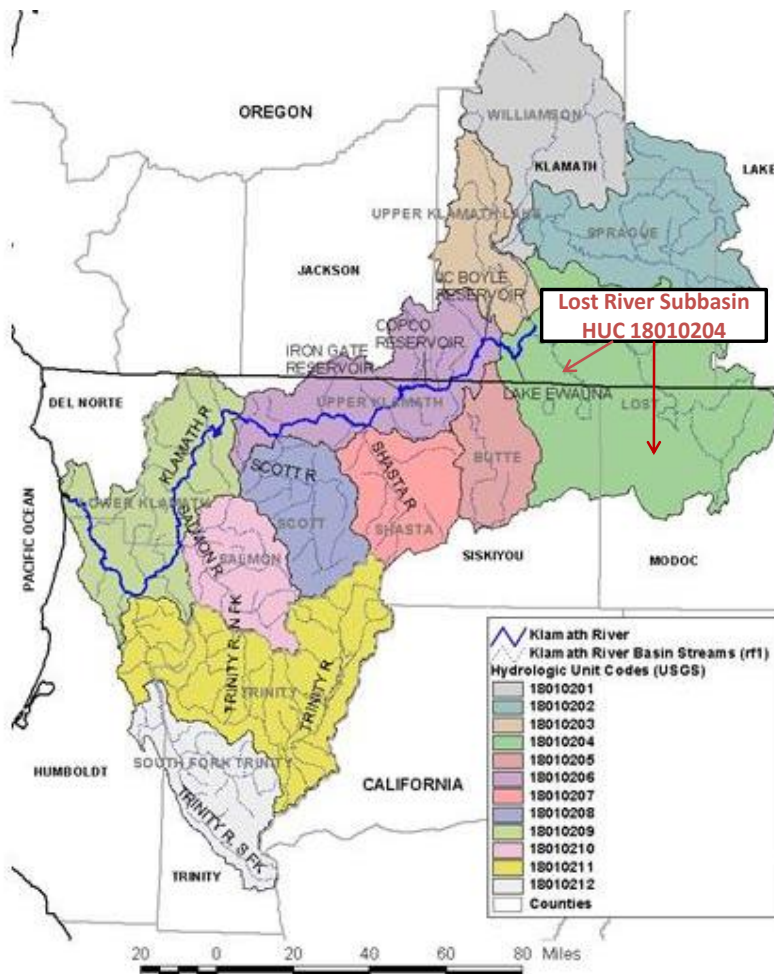 OREGON
WILLIAMSON
KLAMATH
LAKE
UPPER KLAMATH LAKE
SPRAGUE
JACKSON
JC BOYLE
RESERVOIR
Lost River Subbasin
HUC 18010204
COPCO
RESERVOIR
IRON GATE
RESERVOIR
LAKE EWAUNA
DEL NORTE
UPPER KLAMATH
LOST
KLAMATH R
SCOTT R
SHASTA R
BUTTE
LOWER KLAMATH
SALMON R
SCOTT
SHASTA
SALMON
PACIFIC OCEAN
SISKIYOU
MODOC
TRINITY R, N FK
TRINITY R
TRINITY
SOUTH FORK TRINITY
HUMBOLDT
CALIFORNIA
TRINITY R, S FK
TRINITY
Klamath River
Klamath River Basin Streams (rf1)
Hydrologic Unit Codes (USGS)
18010201
18010202
18010203
18010204
18010205
18010206
18010207
18010208
18010209
18010210
18010211
18010212
Counties
20 0 20 40 60 80 Miles